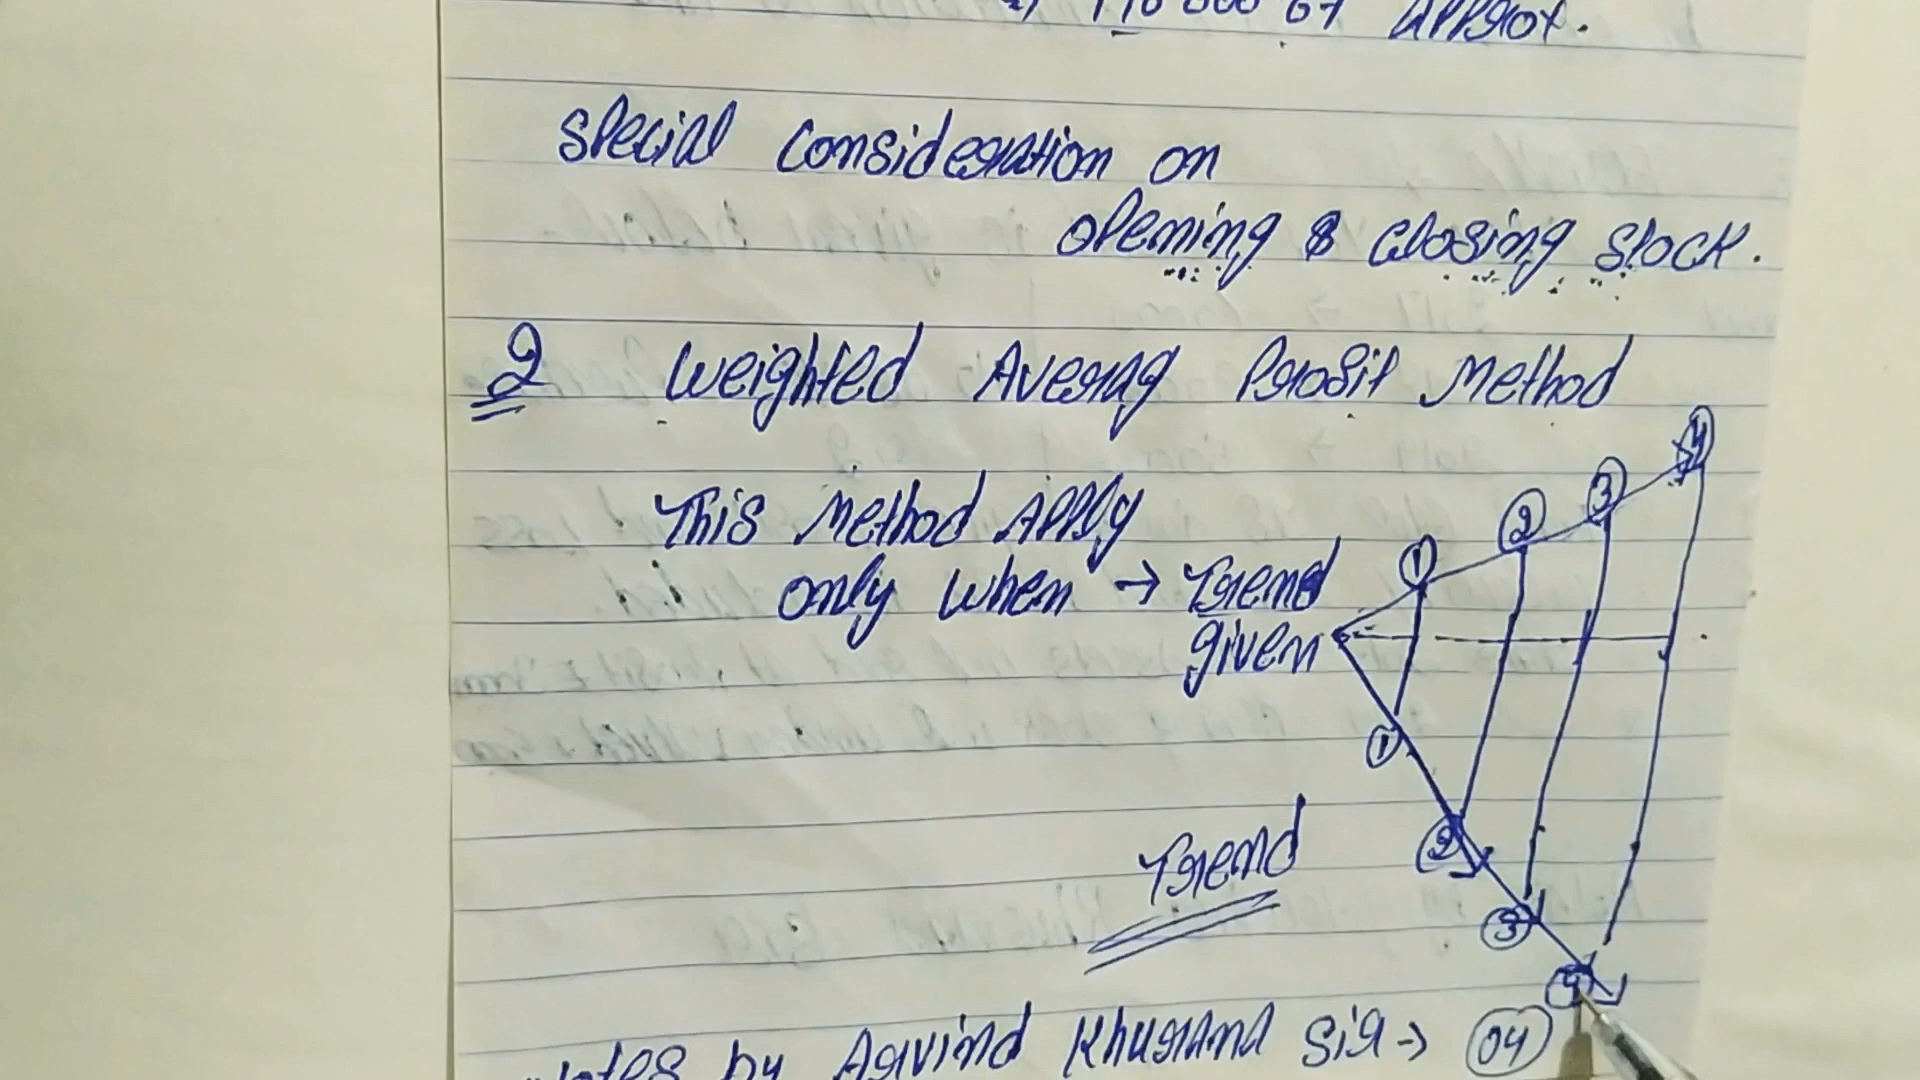 Approx.
Special Consideration on
Opening & Closing Stock.
2 Weighted Average Profit Method
This Method Apply
only when → Trend
given
1 2 3 4
1
2
3
4
Trend
Notes by Arvind Khurana Sir → 04